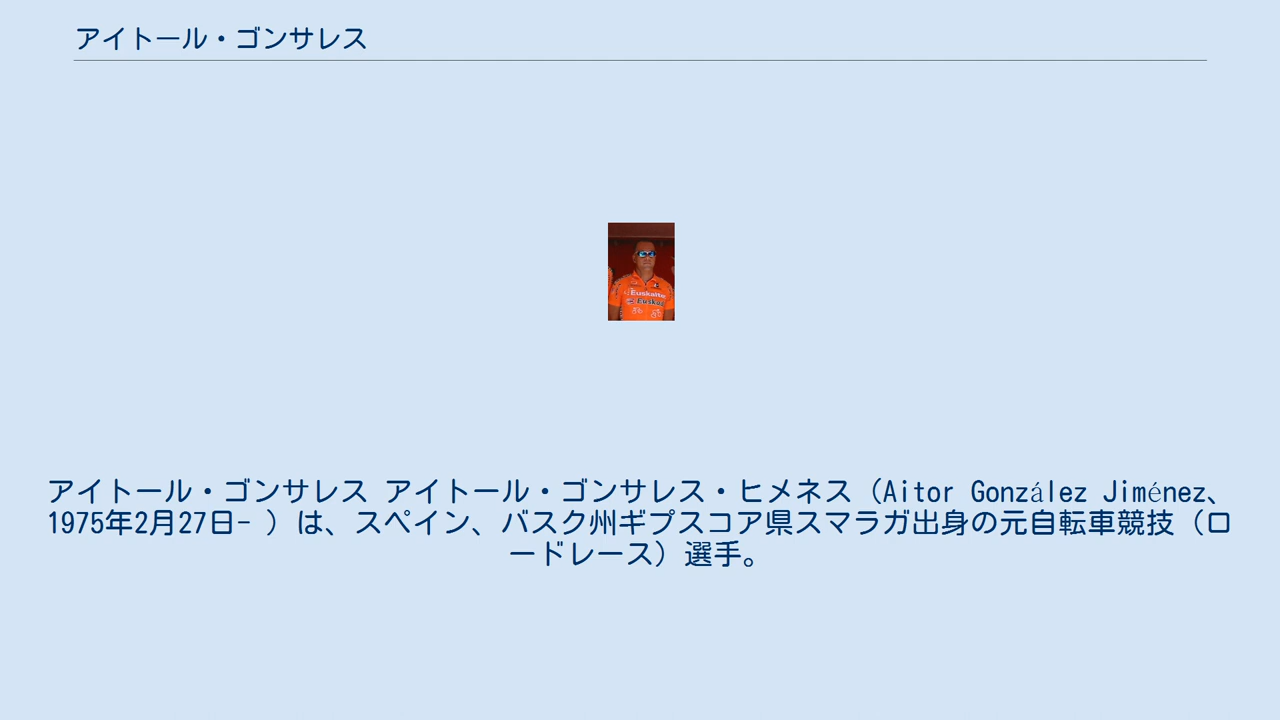 アイトール・ゴンサレス
Euskalte
Euskal
アイトール・ゴンサレス アイトール・ゴンサレス・ヒメネス（Aitor González Jiménez、
1975年2月27日- ）は、スペイン、バスク州ギプスコア県スマラガ出身の元自転車競技（ロ
ードレース）選手。